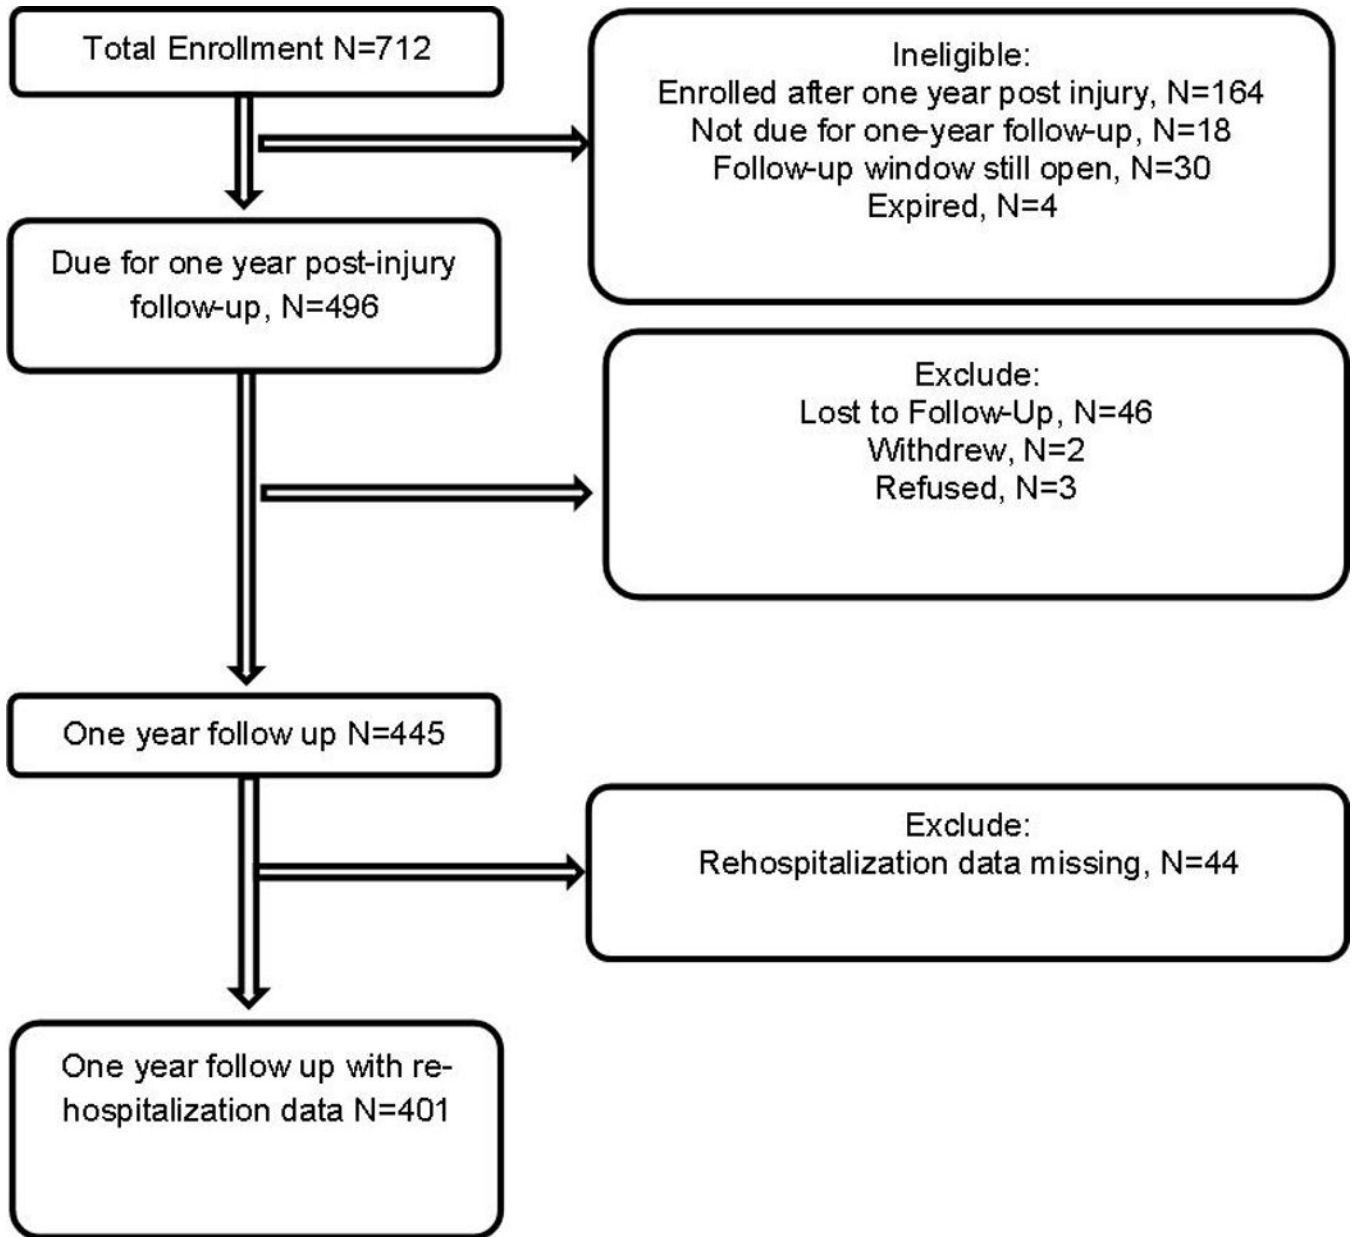 Total Enrollment N=712
Ineligible:
Enrolled after one year post injury, N=164
Not due for one-year follow-up, N=18
Follow-up window still open, N=30
Expired, N=4
Due for one year post-injury
follow-up, N=496
Exclude:
Lost to Follow-Up, N=46
Withdrew, N=2
Refused, N=3
One year follow up N=445
Exclude:
Rehospitalization data missing, N=44
One year follow up with re-
hospitalization data N=401